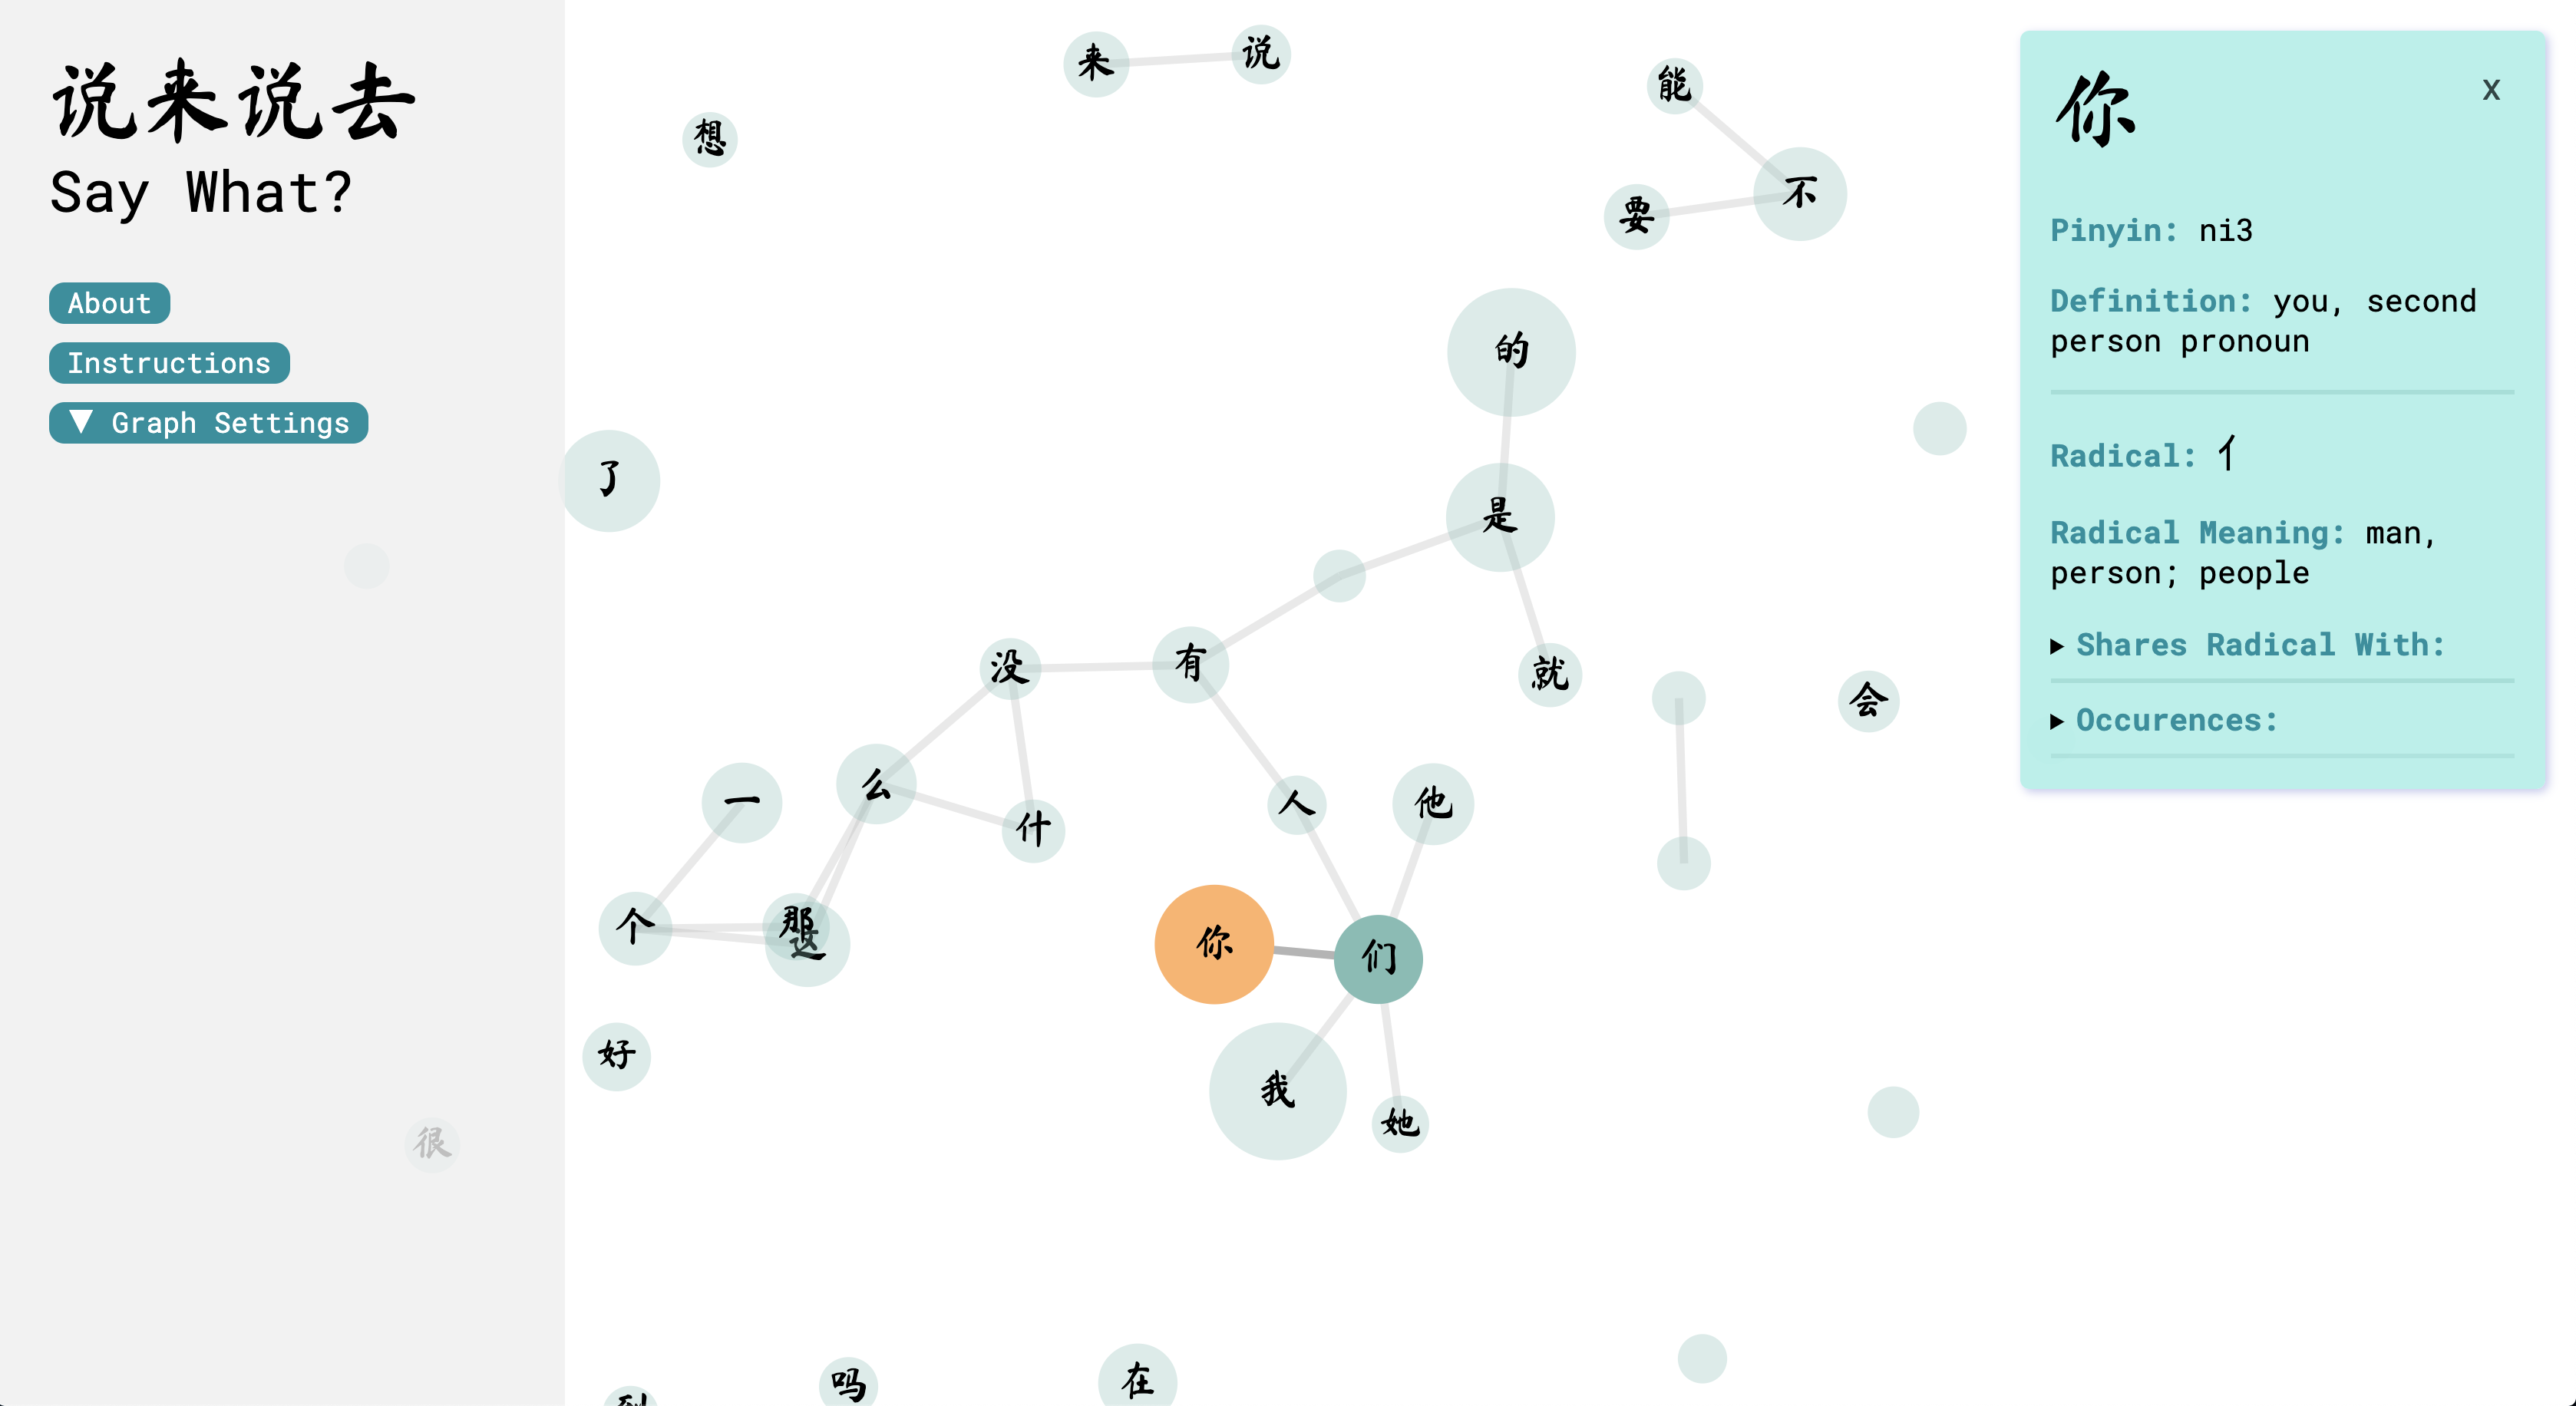 说来说去
Say What?
About
Instructions
▼ Graph Settings
来
说
想
能
要
不
的
了
是
没
有
就
会
一
么
什
人
他
个
那
这
你
们
好
我
她
很
吗
在
到
你
x
Pinyin: ni3
Definition: you, second
person pronoun
Radical: 亻
Radical Meaning: man,
person; people
▶ Shares Radical With:
▶ Occurences: